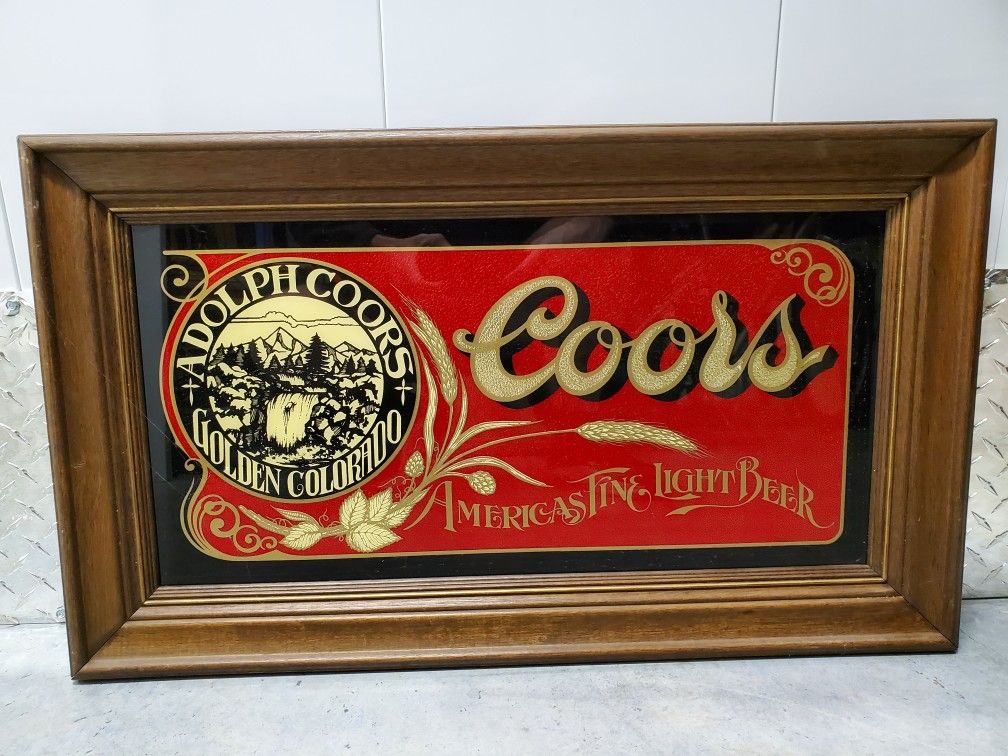 ADOLPH COORS
GOLDEN COLORADO
Coors
AMERICAS FINE LIGHT BEER